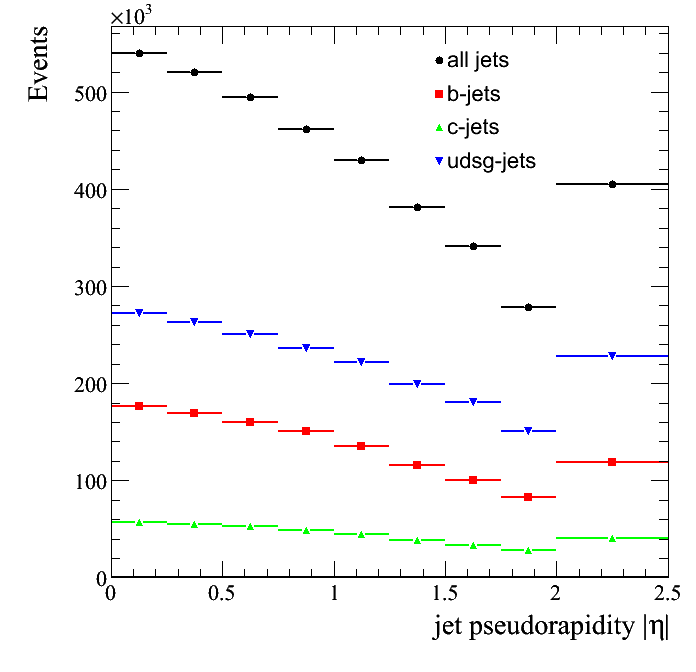 ×10³
Events
500
400
300
200
100
0
all jets
b-jets
c-jets
udsg-jets
0 0.5 1 1.5 2 2.5
jet pseudorapidity |η|